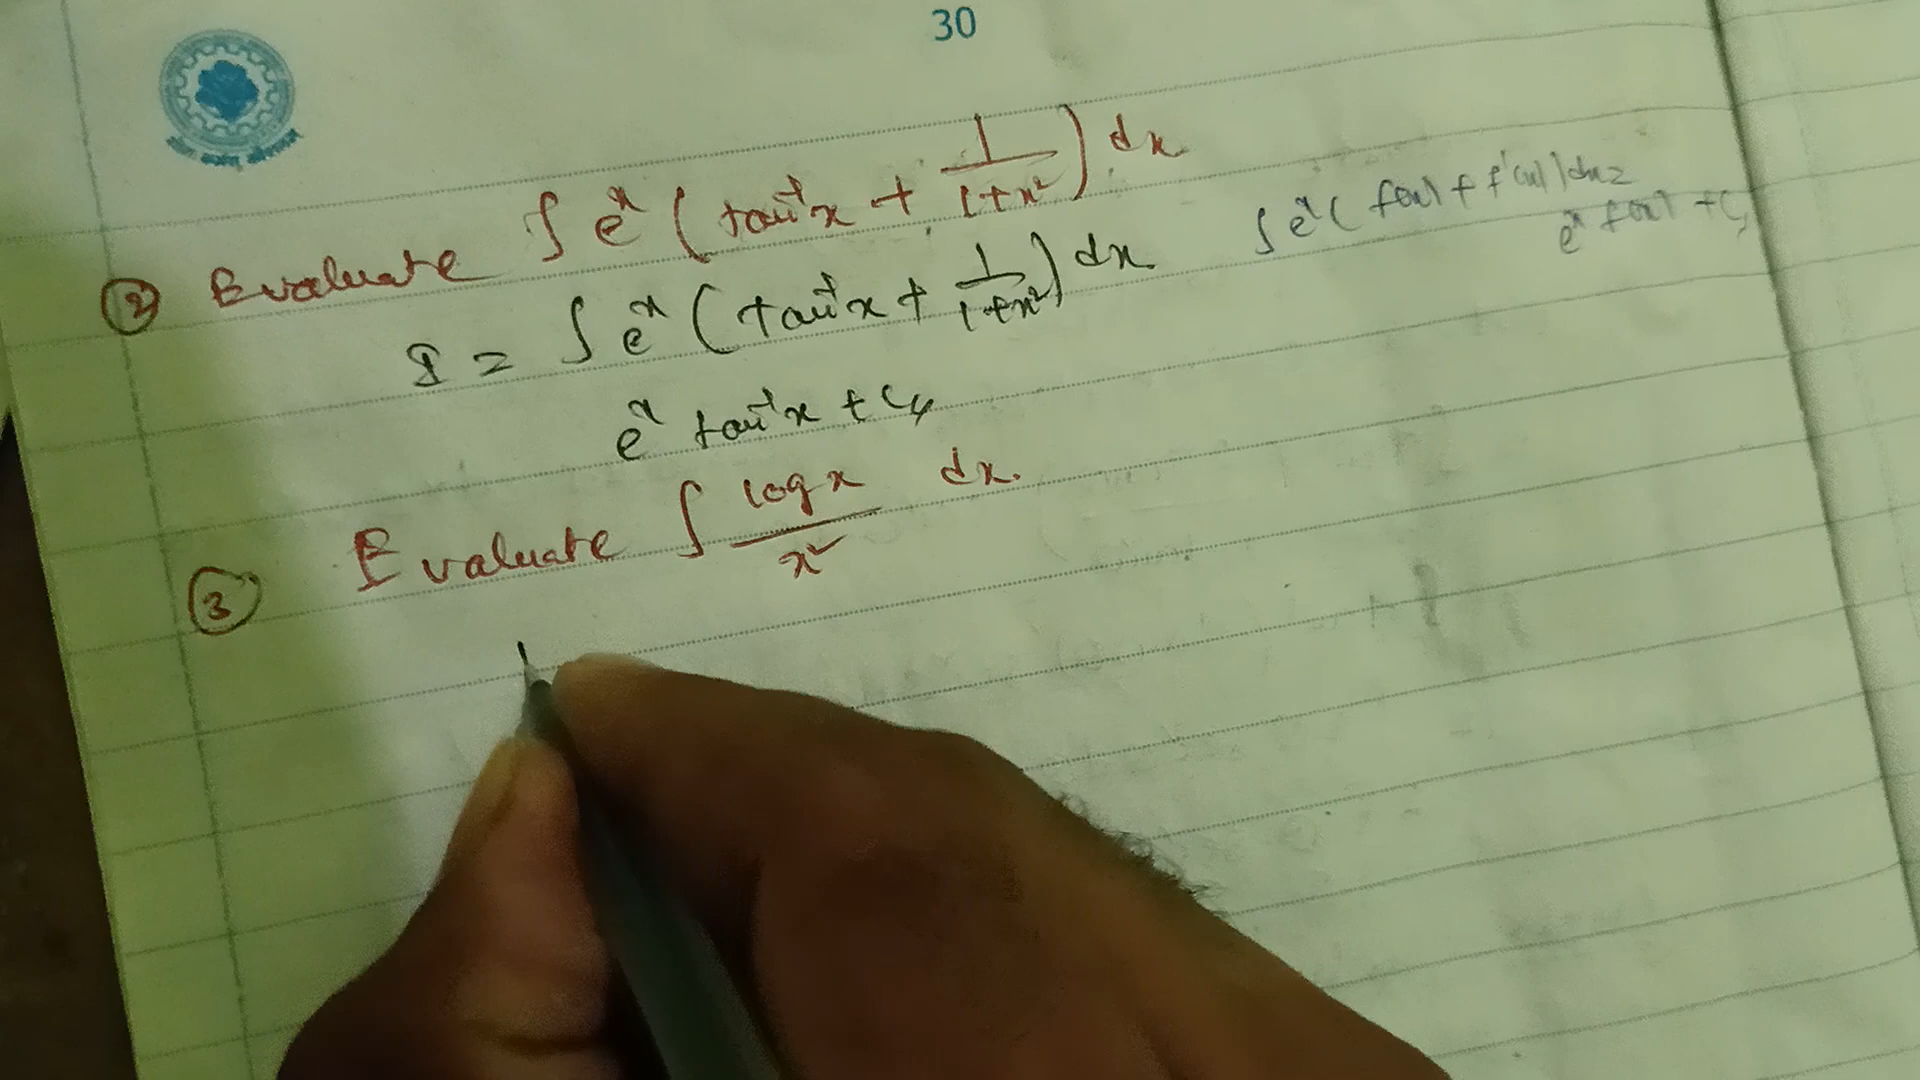 30
② Evaluate ∫ eˣ ( tan⁻¹x + 1/(1+x²) ) dx
∫ eˣ ( f(x) + f'(x) ) dx =
eˣ f(x) + C
I = ∫ eˣ ( tan⁻¹x + 1/(1+x²) ) dx
eˣ tan⁻¹x + C
③ Evaluate ∫ log x / x² dx.